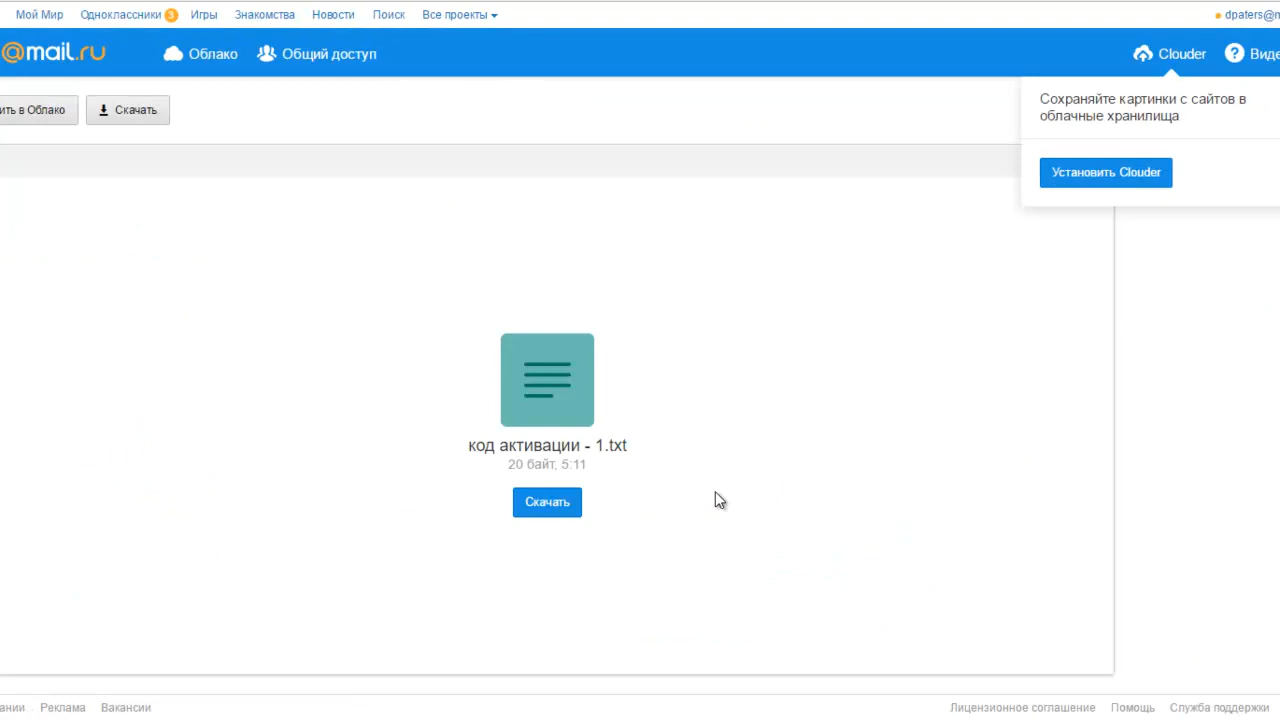 Мой Мир Одноклассники 3 Игры Знакомства Новости Поиск Все проекты dpaters@m
@mail.ru Облако Общий доступ Clouder ? Виде
ить в Облако Скачать
Сохраняйте картинки с сайтов в
облачные хранилища
Установить Clouder
код активации - 1.txt
20 байт, 5:11
Скачать
ании Реклама Вакансии Лицензионное соглашение Помощь Служба поддержки